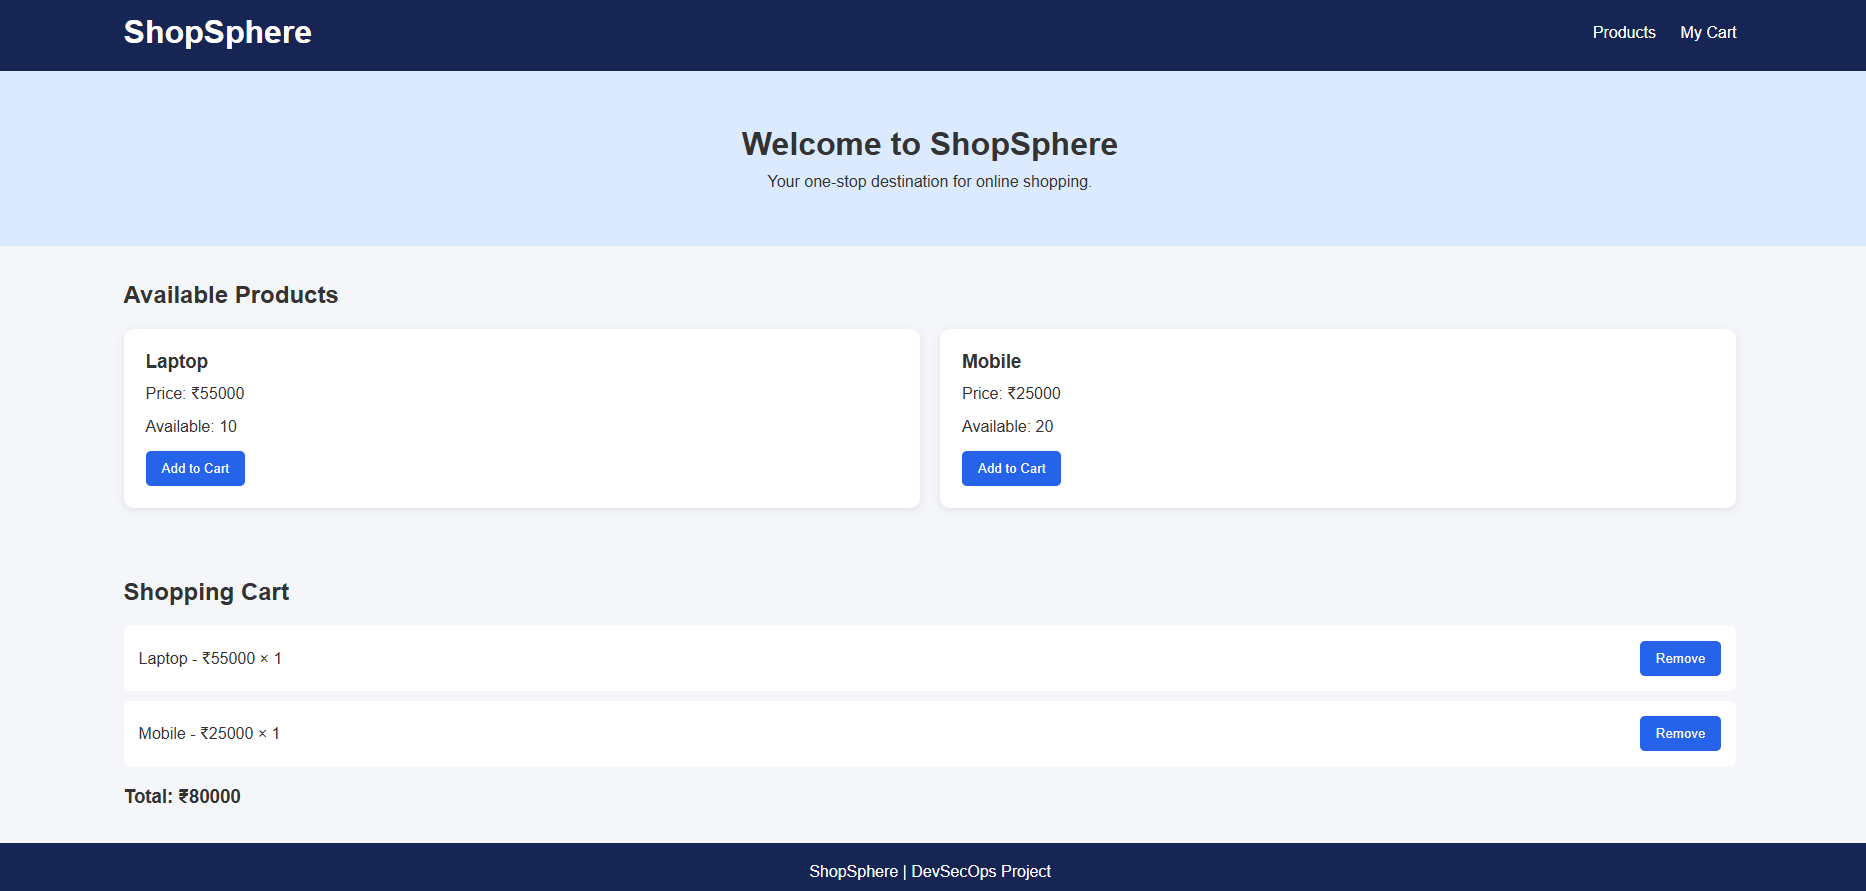 ShopSphere
Products My Cart
Welcome to ShopSphere
Your one-stop destination for online shopping.
Available Products
Laptop
Price: ₹55000
Available: 10
Add to Cart
Mobile
Price: ₹25000
Available: 20
Add to Cart
Shopping Cart
Laptop - ₹55000 × 1
Remove
Mobile - ₹25000 × 1
Remove
Total: ₹80000
ShopSphere | DevSecOps Project